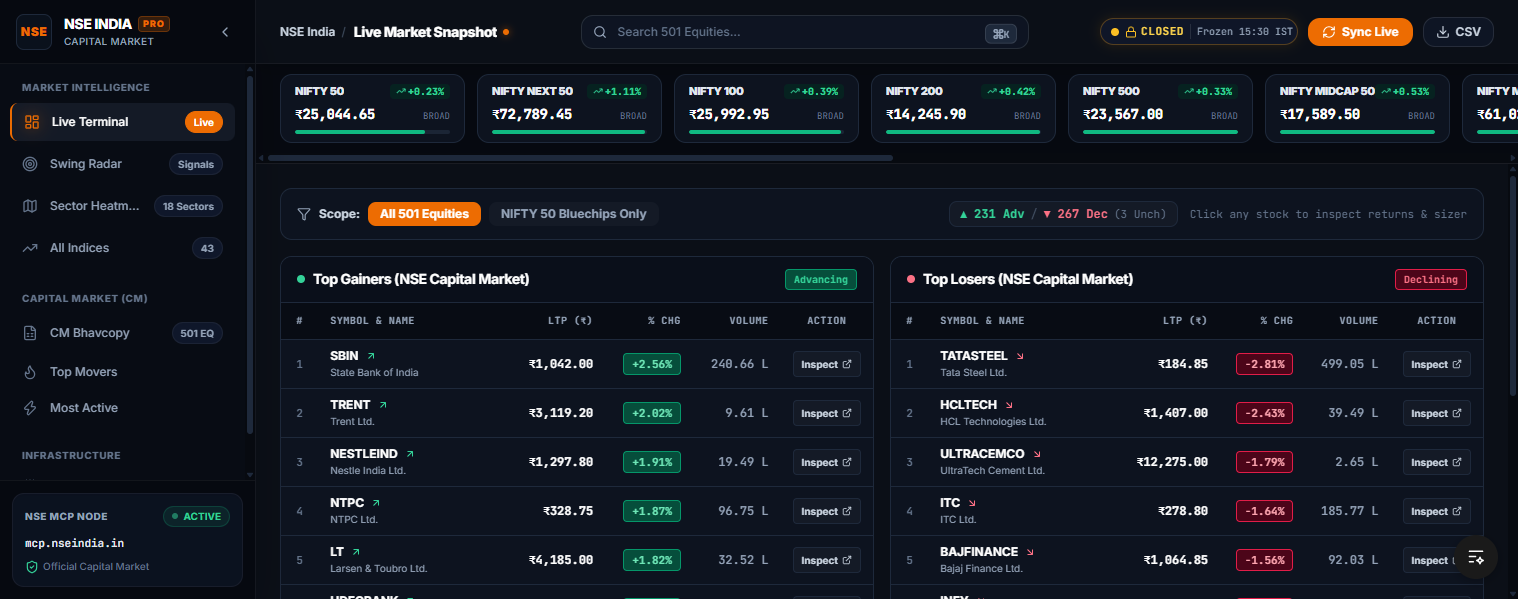 NSE
NSE INDIA PRO
CAPITAL MARKET
MARKET INTELLIGENCE
Live Terminal Live
Swing Radar Signals
Sector Heatm... 18 Sectors
All Indices 43
CAPITAL MARKET (CM)
CM Bhavcopy 501 EQ
Top Movers
Most Active
INFRASTRUCTURE
NSE MCP NODE ACTIVE
mcp.nseindia.in
Official Capital Market
NSE India / Live Market Snapshot
Search 501 Equities... ⌘K
CLOSED Frozen 15:30 IST
Sync Live
CSV
NIFTY 50 +0.23%
₹25,044.65 BROAD
NIFTY NEXT 50 +1.11%
₹72,789.45 BROAD
NIFTY 100 +0.39%
₹25,992.95 BROAD
NIFTY 200 +0.42%
₹14,245.90 BROAD
NIFTY 500 +0.33%
₹23,567.00 BROAD
NIFTY MIDCAP 50 +0.53%
₹17,589.50 BROAD
NIFTY M
₹61,0
Scope: All 501 Equities NIFTY 50 Bluechips Only
▲ 231 Adv / ▼ 267 Dec (3 Unch) Click any stock to inspect returns & sizer
Top Gainers (NSE Capital Market) Advancing
# SYMBOL & NAME LTP (₹) % CHG VOLUME ACTION
1 SBIN ₹1,042.00 +2.56% 240.66 L Inspect
State Bank of India
2 TRENT ₹3,119.20 +2.02% 9.61 L Inspect
Trent Ltd.
3 NESTLEIND ₹1,297.80 +1.91% 19.49 L Inspect
Nestle India Ltd.
4 NTPC ₹328.75 +1.87% 96.75 L Inspect
NTPC Ltd.
5 LT ₹4,185.00 +1.82% 32.52 L Inspect
Larsen & Toubro Ltd.
Top Losers (NSE Capital Market) Declining
# SYMBOL & NAME LTP (₹) % CHG VOLUME ACTION
1 TATASTEEL ₹184.85 -2.81% 499.05 L Inspect
Tata Steel Ltd.
2 HCLTECH ₹1,407.00 -2.43% 39.49 L Inspect
HCL Technologies Ltd.
3 ULTRACEMCO ₹12,275.00 -1.79% 2.65 L Inspect
UltraTech Cement Ltd.
4 ITC ₹278.80 -1.64% 185.77 L Inspect
ITC Ltd.
5 BAJFINANCE ₹1,064.85 -1.56% 92.03 L Inspect
Bajaj Finance Ltd.